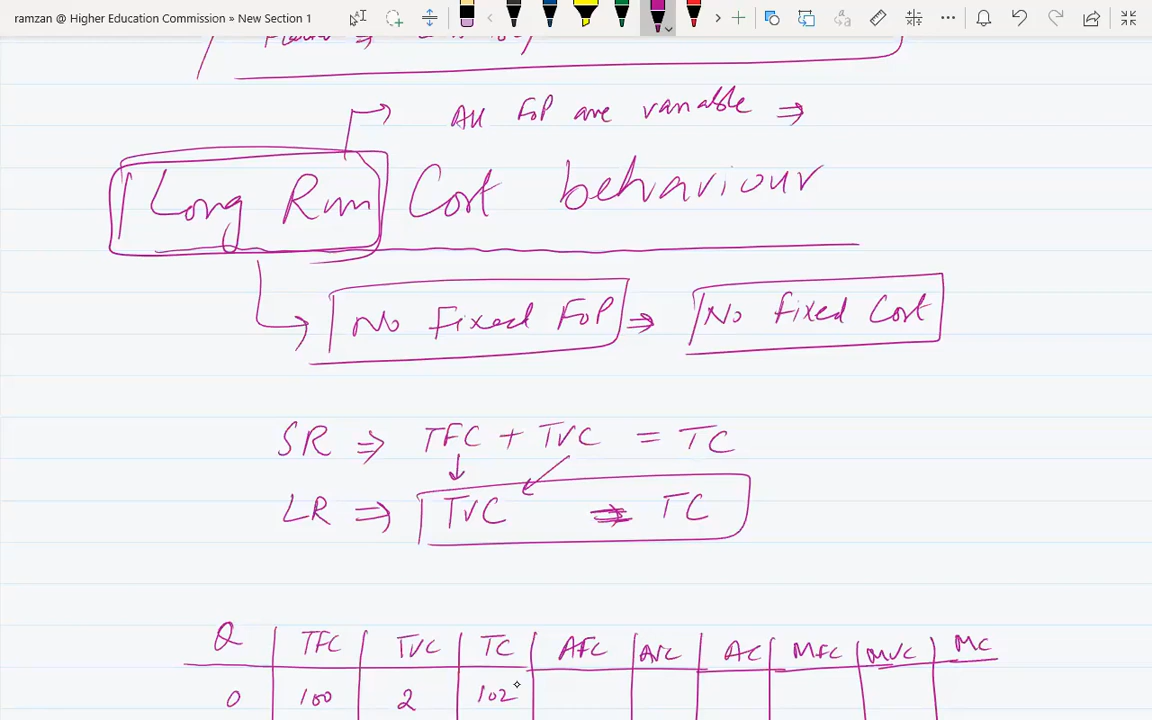 ramzan @ Higher Education Commission » New Section 1
All FoP are variable ⇒
Long Run Cost behaviour
No Fixed FoP ⇒ No Fixed Cost
SR ⇒ TFC + TVC = TC
LR ⇒ TVC ⇒ TC
Q TFC TVC TC AFC AVC AC MFC MVC MC
0 100 2 102